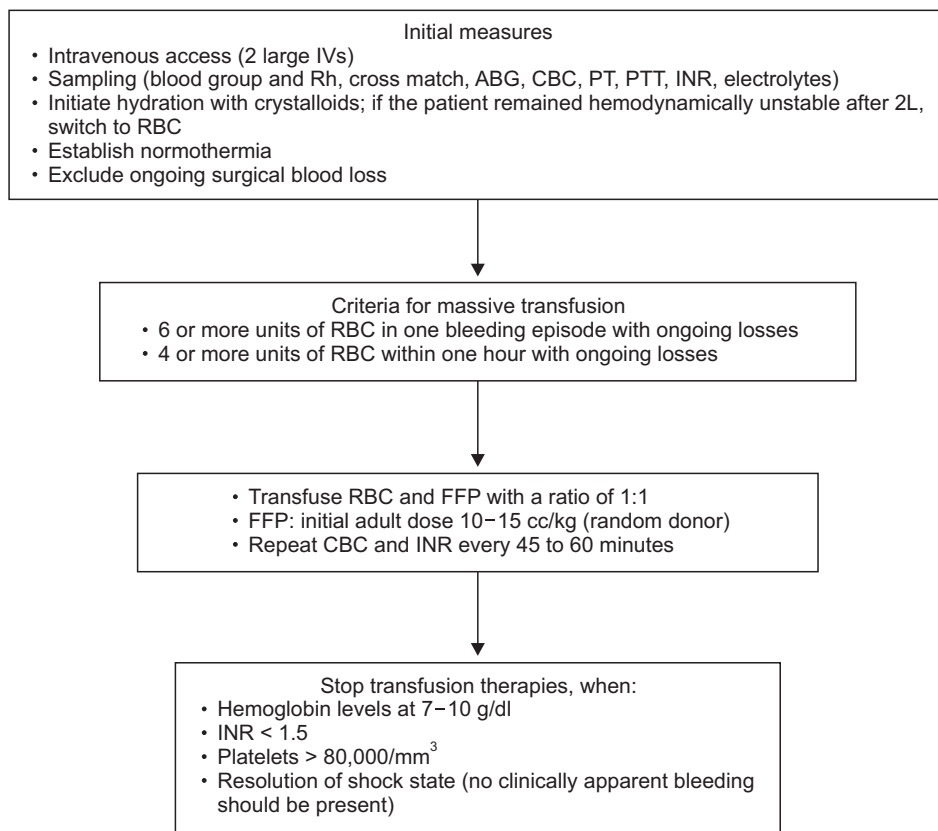 Initial measures
• Intravenous access (2 large IVs)
• Sampling (blood group and Rh, cross match, ABG, CBC, PT, PTT, INR, electrolytes)
• Initiate hydration with crystalloids; if the patient remained hemodynamically unstable after 2L,
switch to RBC
• Establish normothermia
• Exclude ongoing surgical blood loss
Criteria for massive transfusion
• 6 or more units of RBC in one bleeding episode with ongoing losses
• 4 or more units of RBC within one hour with ongoing losses
• Transfuse RBC and FFP with a ratio of 1:1
• FFP: initial adult dose 10−15 cc/kg (random donor)
• Repeat CBC and INR every 45 to 60 minutes
Stop transfusion therapies, when:
• Hemoglobin levels at 7−10 g/dl
• INR < 1.5
• Platelets > 80,000/mm³
• Resolution of shock state (no clinically apparent bleeding
should be present)